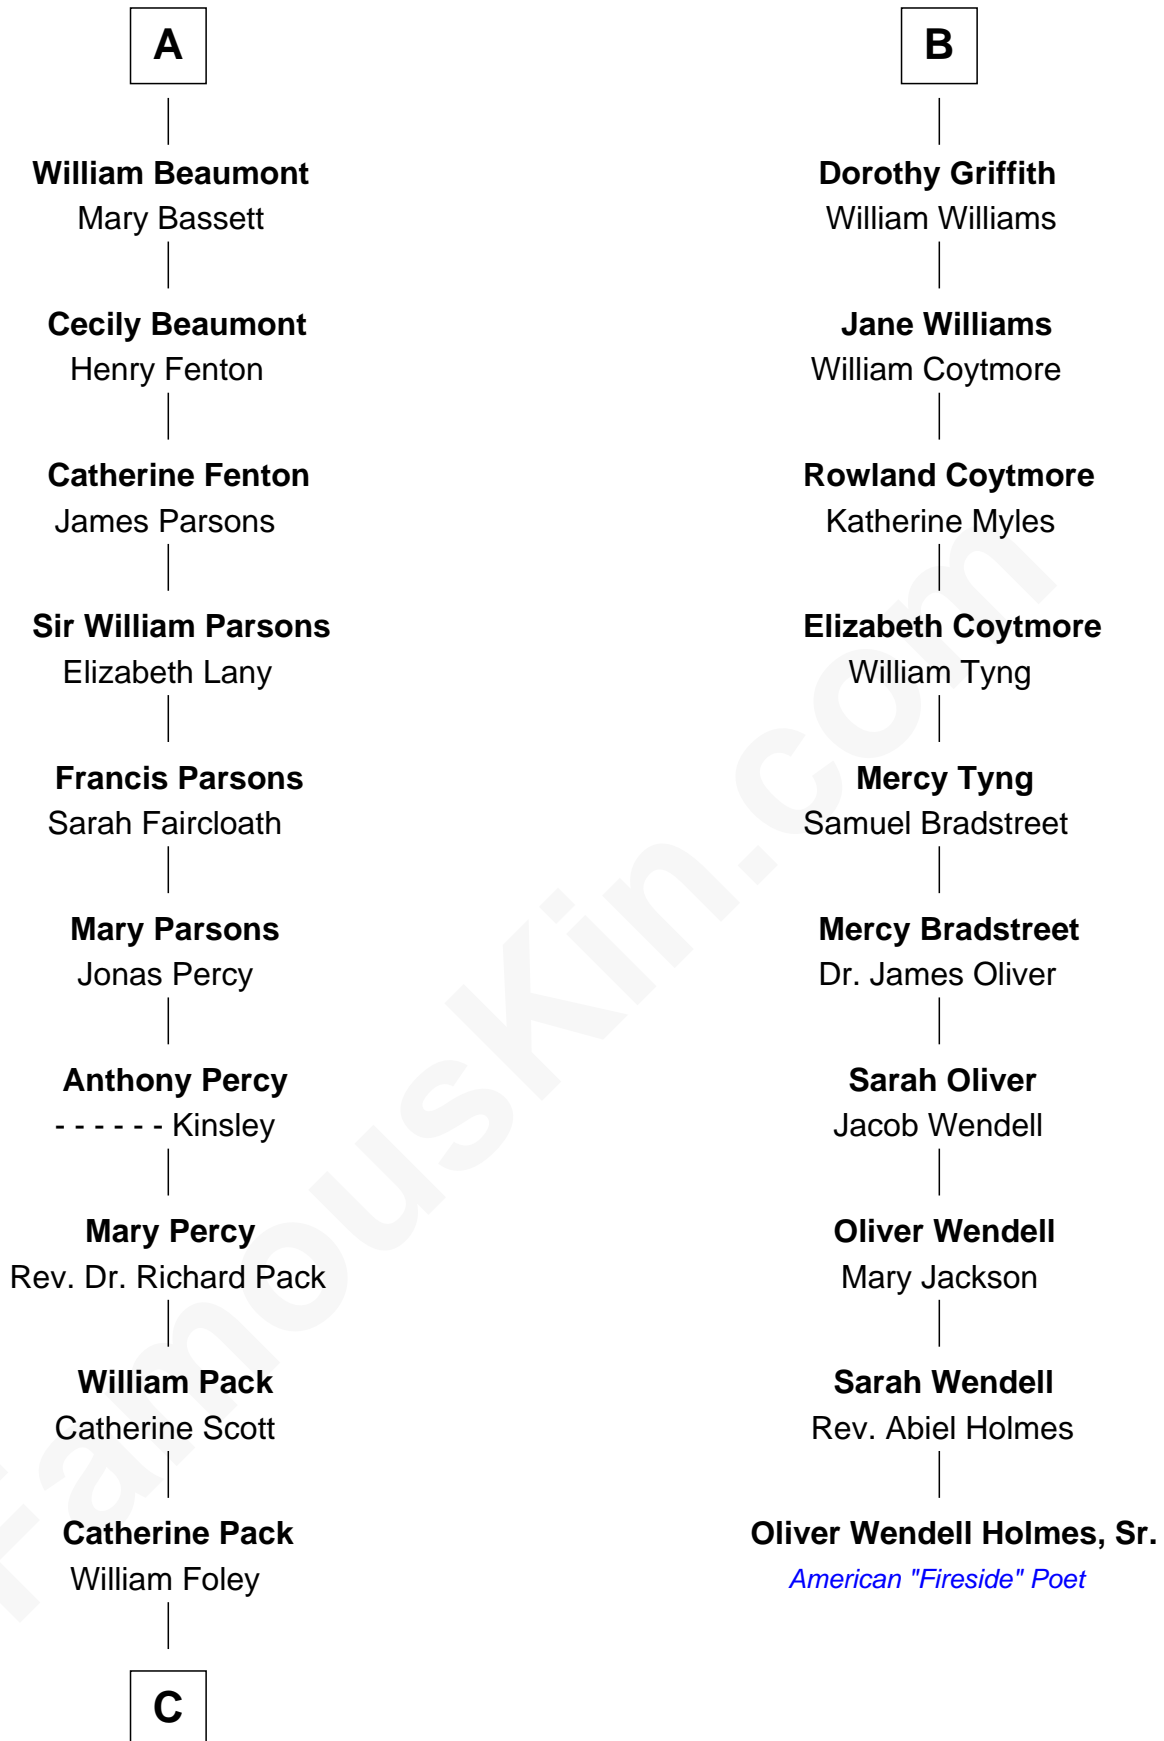 A
William Beaumont
Mary Bassett
Cecily Beaumont
Henry Fenton
Catherine Fenton
James Parsons
Sir William Parsons
Elizabeth Lany
Francis Parsons
Sarah Faircloath
Mary Parsons
Jonas Percy
Anthony Percy
- - - - - - Kinsley
Mary Percy
Rev. Dr. Richard Pack
William Pack
Catherine Scott
Catherine Pack
William Foley
C
B
Dorothy Griffith
William Williams
Jane Williams
William Coytmore
Rowland Coytmore
Katherine Myles
Elizabeth Coytmore
William Tyng
Mercy Tyng
Samuel Bradstreet
Mercy Bradstreet
Dr. James Oliver
Sarah Oliver
Jacob Wendell
Oliver Wendell
Mary Jackson
Sarah Wendell
Rev. Abiel Holmes
Oliver Wendell Holmes, Sr.
American "Fireside" Poet
FamousKin.com